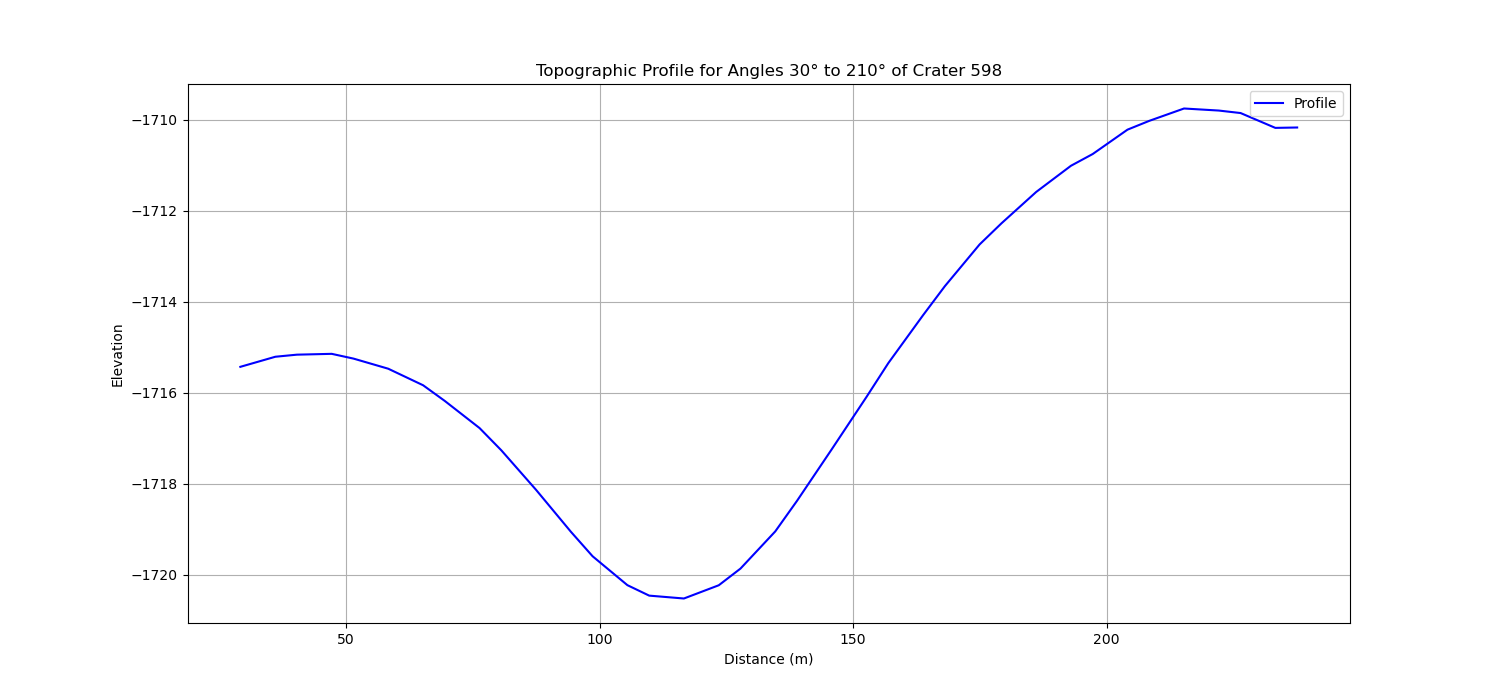 Topographic Profile for Angles 30° to 210° of Crater 598
Profile
−1710
−1712
−1714
−1716
−1718
−1720
Elevation
50
100
150
200
Distance (m)